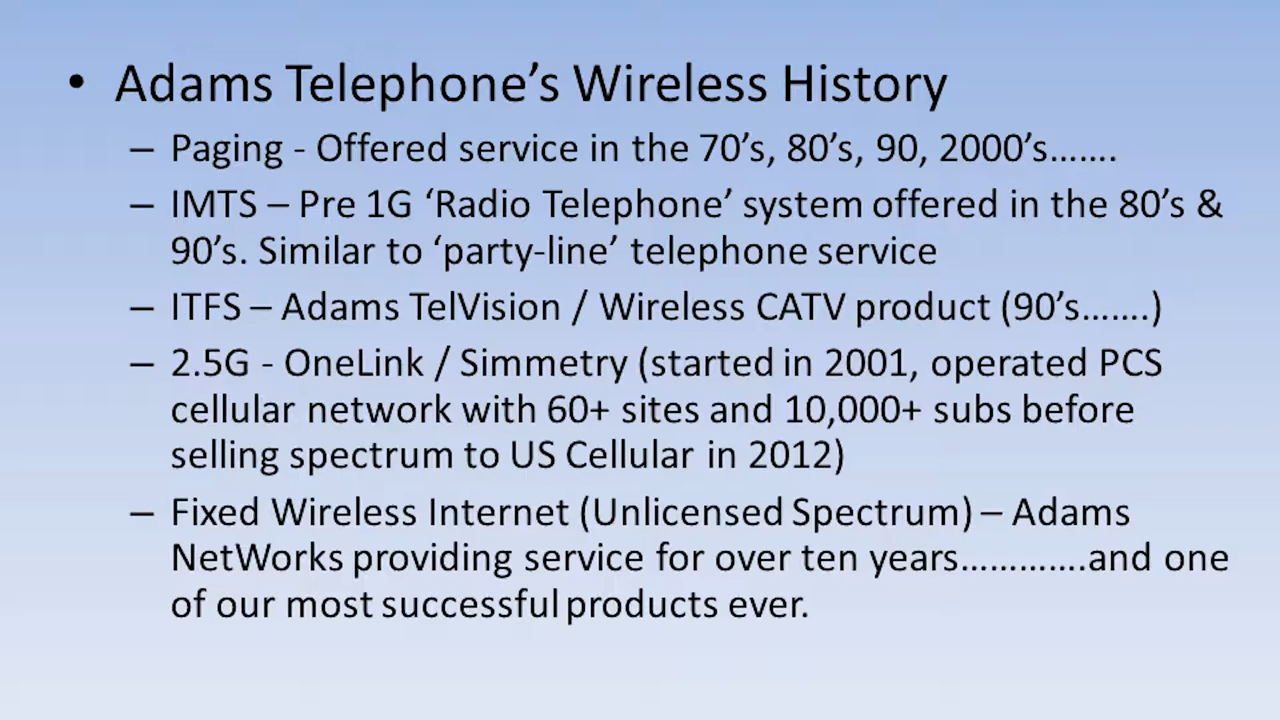 • Adams Telephone's Wireless History
– Paging - Offered service in the 70's, 80's, 90, 2000's…….
– IMTS – Pre 1G 'Radio Telephone' system offered in the 80's &
90's. Similar to 'party-line' telephone service
– ITFS – Adams TelVision / Wireless CATV product (90's…….)
– 2.5G - OneLink / Simmetry (started in 2001, operated PCS
cellular network with 60+ sites and 10,000+ subs before
selling spectrum to US Cellular in 2012)
– Fixed Wireless Internet (Unlicensed Spectrum) – Adams
NetWorks providing service for over ten years………….and one
of our most successful products ever.